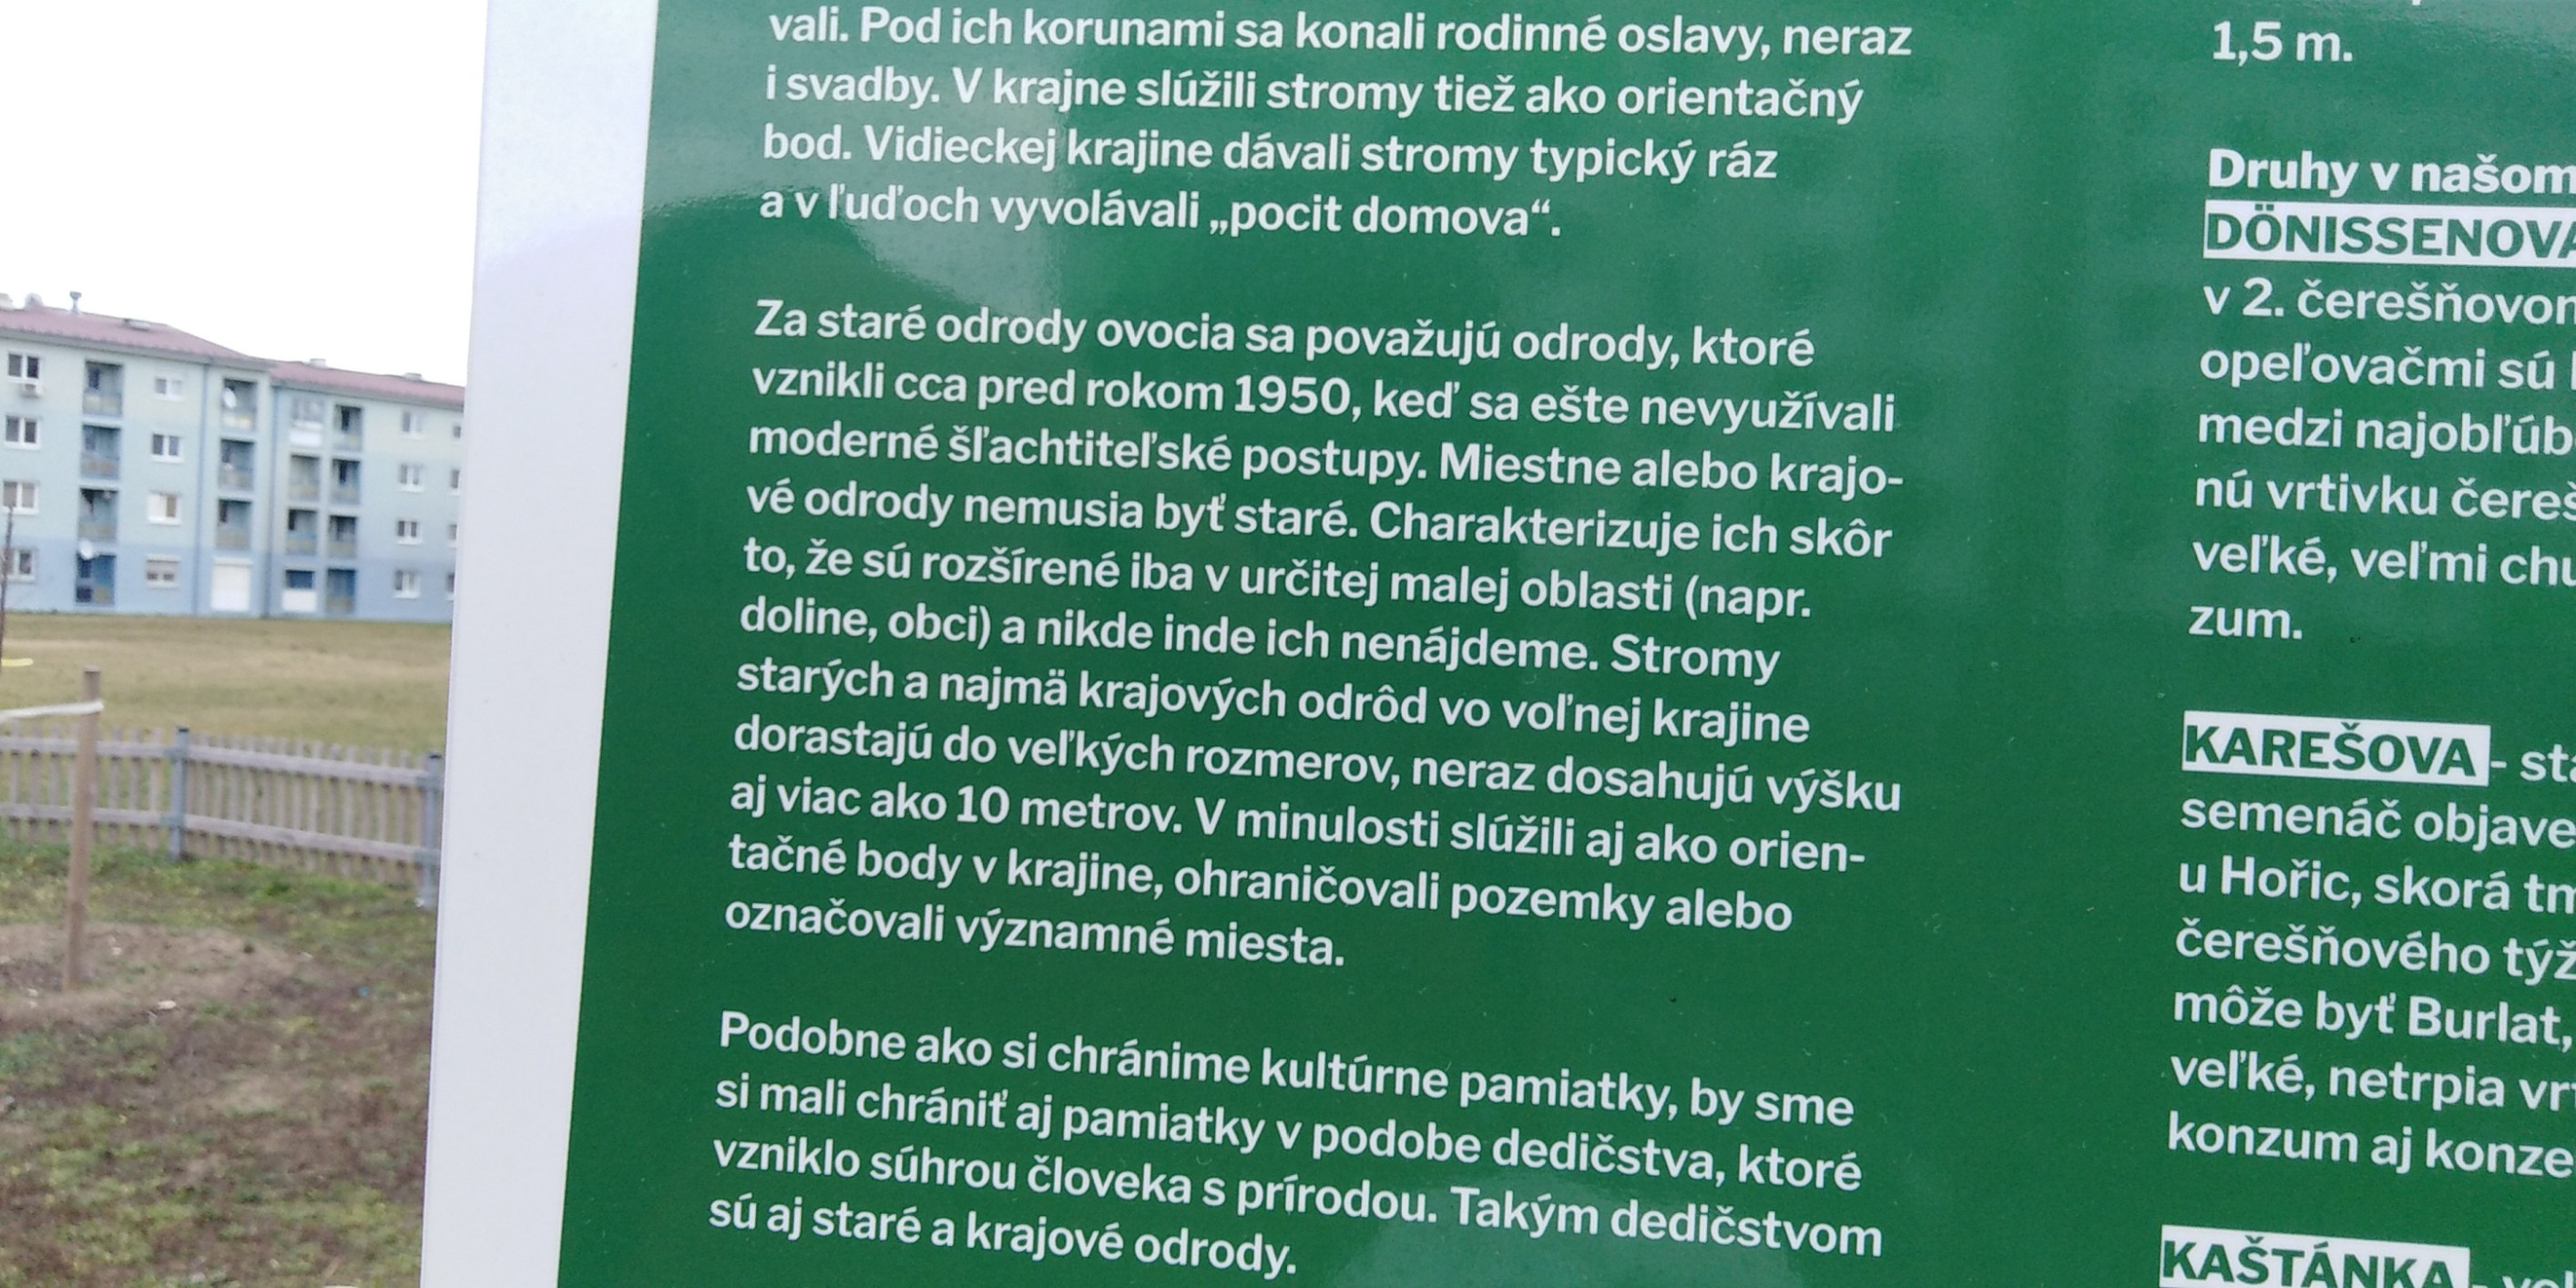 vali. Pod ich korunami sa konali rodinné oslavy, neraz
i svadby. V krajne slúžili stromy tiež ako orientačný
bod. Vidieckej krajine dávali stromy typický ráz
a v ľuďoch vyvolávali „pocit domova“.
Za staré odrody ovocia sa považujú odrody, ktoré
vznikli cca pred rokom 1950, keď sa ešte nevyužívali
moderné šľachtiteľské postupy. Miestne alebo krajo-
vé odrody nemusia byť staré. Charakterizuje ich skôr
to, že sú rozšírené iba v určitej malej oblasti (napr.
doline, obci) a nikde inde ich nenájdeme. Stromy
starých a najmä krajových odrôd vo voľnej krajine
dorastajú do veľkých rozmerov, neraz dosahujú výšku
aj viac ako 10 metrov. V minulosti slúžili aj ako orien-
tačné body v krajine, ohraničovali pozemky alebo
označovali významné miesta.
Podobne ako si chránime kultúrne pamiatky, by sme
si mali chrániť aj pamiatky v podobe dedičstva, ktoré
vzniklo súhrou človeka s prírodou. Takým dedičstvom
sú aj staré a krajové odrody.
1,5 m.
Druhy v našom
DÖNISSENOVA
v 2. čerešňovom
opeľovačmi sú
medzi najobľúb
nú vrtivku čereš
veľké, veľmi chu
zum.
KAREŠOVA - sta
semenáč objave
u Hořic, skorá tm
čerešňového týž
môže byť Burlat,
veľké, netrpia vr
konzum aj konze
KAŠTÁNKA